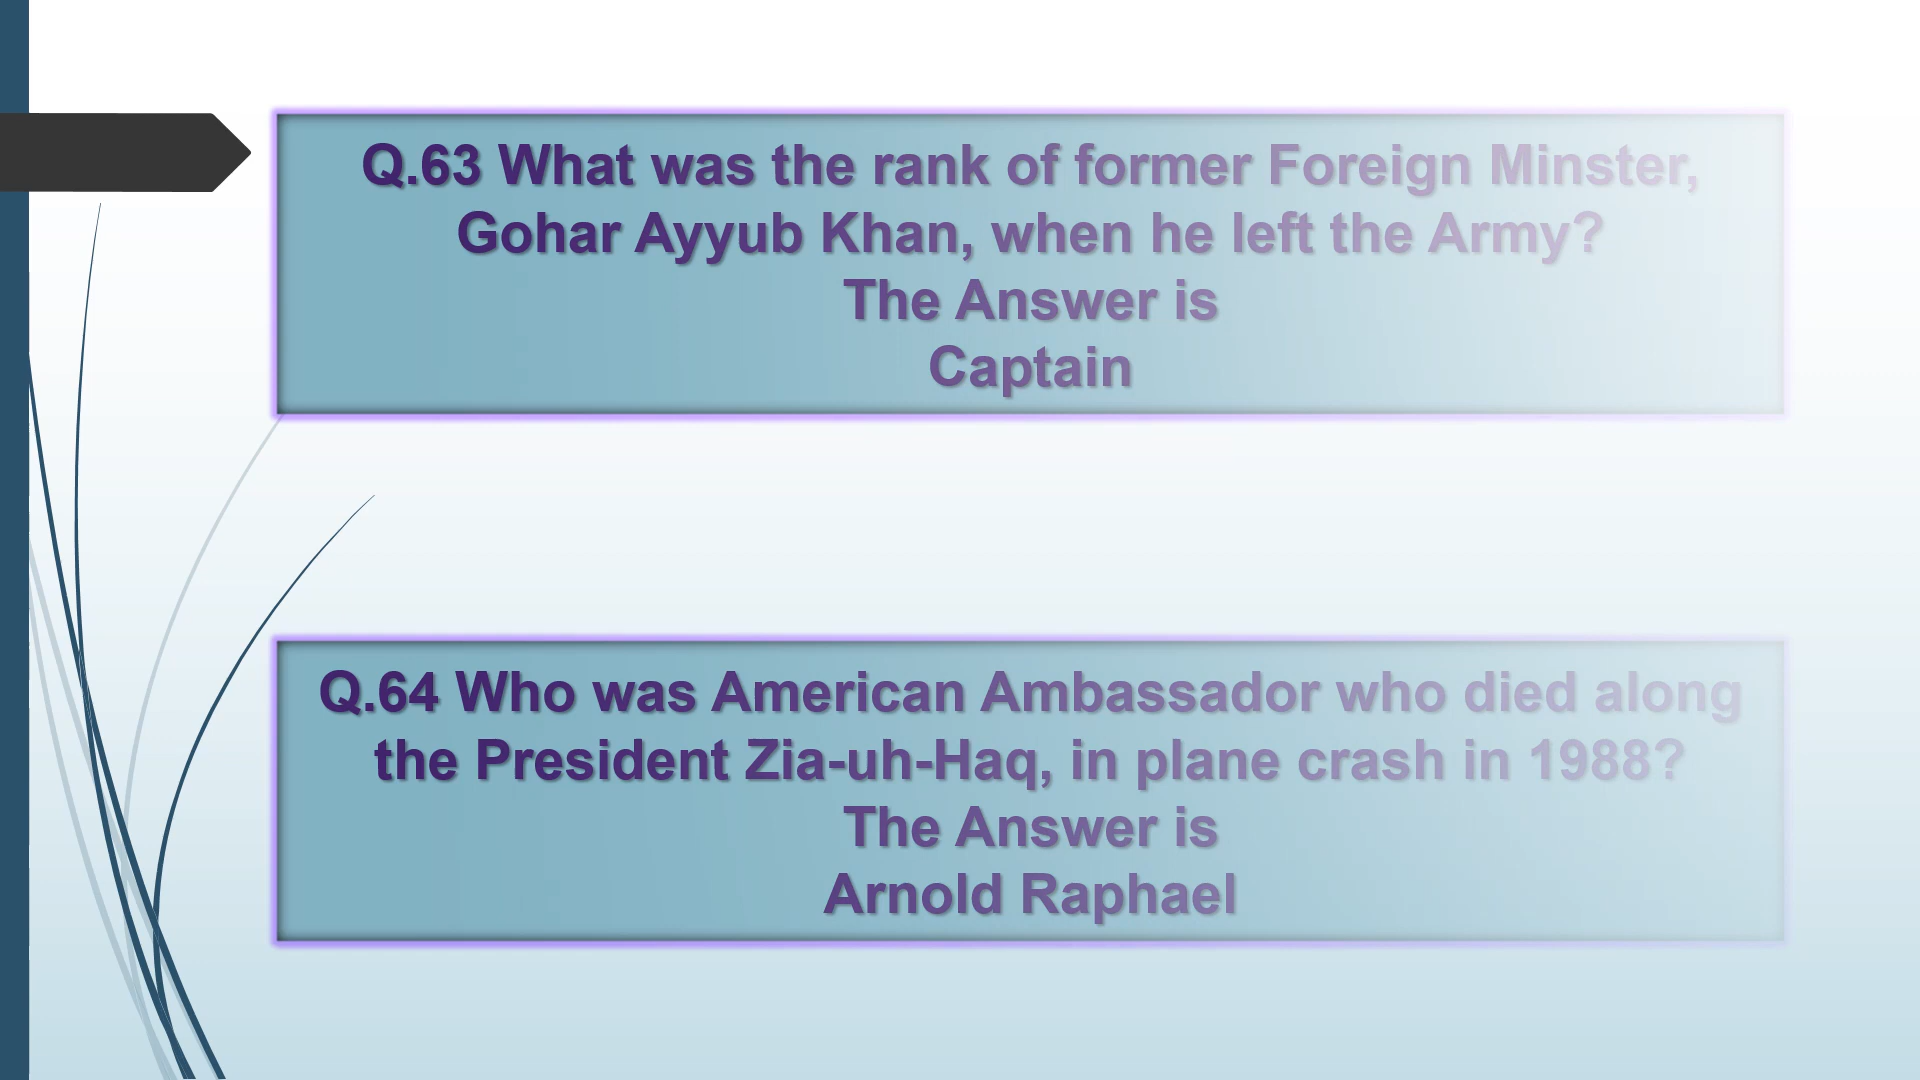 Q.63 What was the rank of former Foreign Minster,
Gohar Ayyub Khan, when he left the Army?
The Answer is
Captain
Q.64 Who was American Ambassador who died along
the President Zia-uh-Haq, in plane crash in 1988?
The Answer is
Arnold Raphael